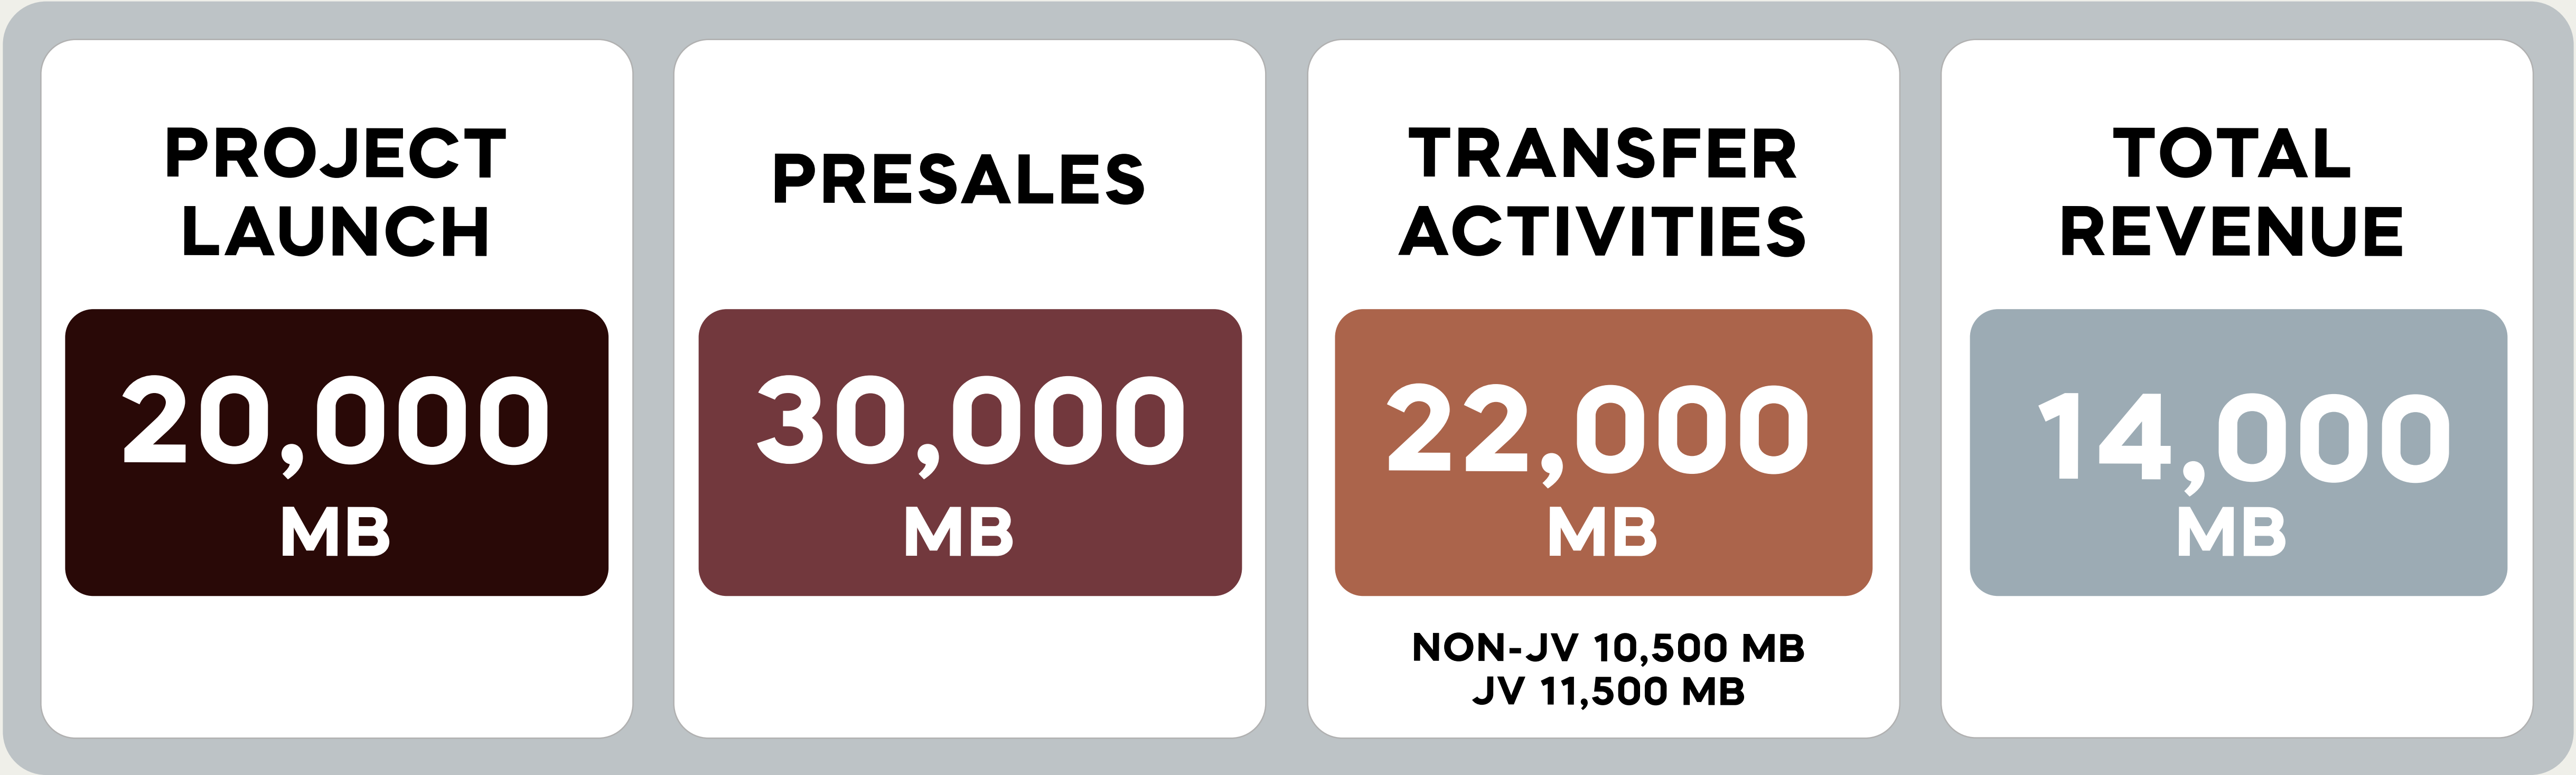 PROJECT
LAUNCH
20,000
MB
PRESALES
30,000
MB
TRANSFER
ACTIVITIES
22,000
MB
NON-JV 10,500 MB
JV 11,500 MB
TOTAL
REVENUE
14,000
MB